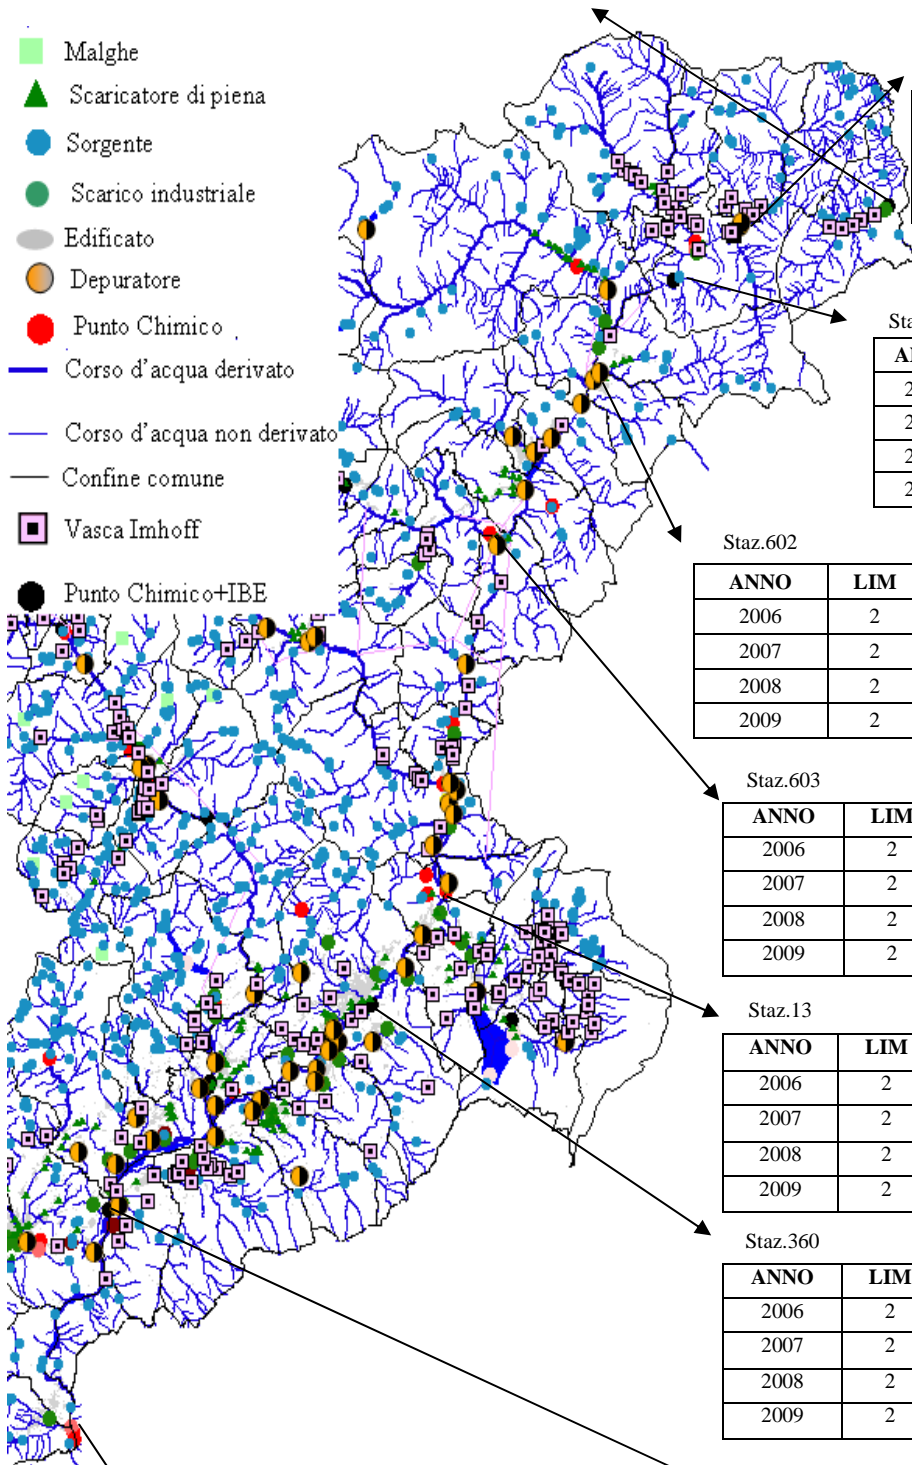 Malghe
Scaricatore di piena
Sorgente
Scarico industriale
Edificato
Depuratore
Punto Chimico
Corso d'acqua derivato
Corso d'acqua non derivato
Confine comune
Vasca Imhoff
Punto Chimico+IBE
Staz.602
ANNO LIM
2006 2
2007 2
2008 2
2009 2
Staz.603
ANNO LIM
2006 2
2007 2
2008 2
2009 2
Staz.13
ANNO LIM
2006 2
2007 2
2008 2
2009 2
Staz.360
ANNO LIM
2006 2
2007 2
2008 2
2009 2